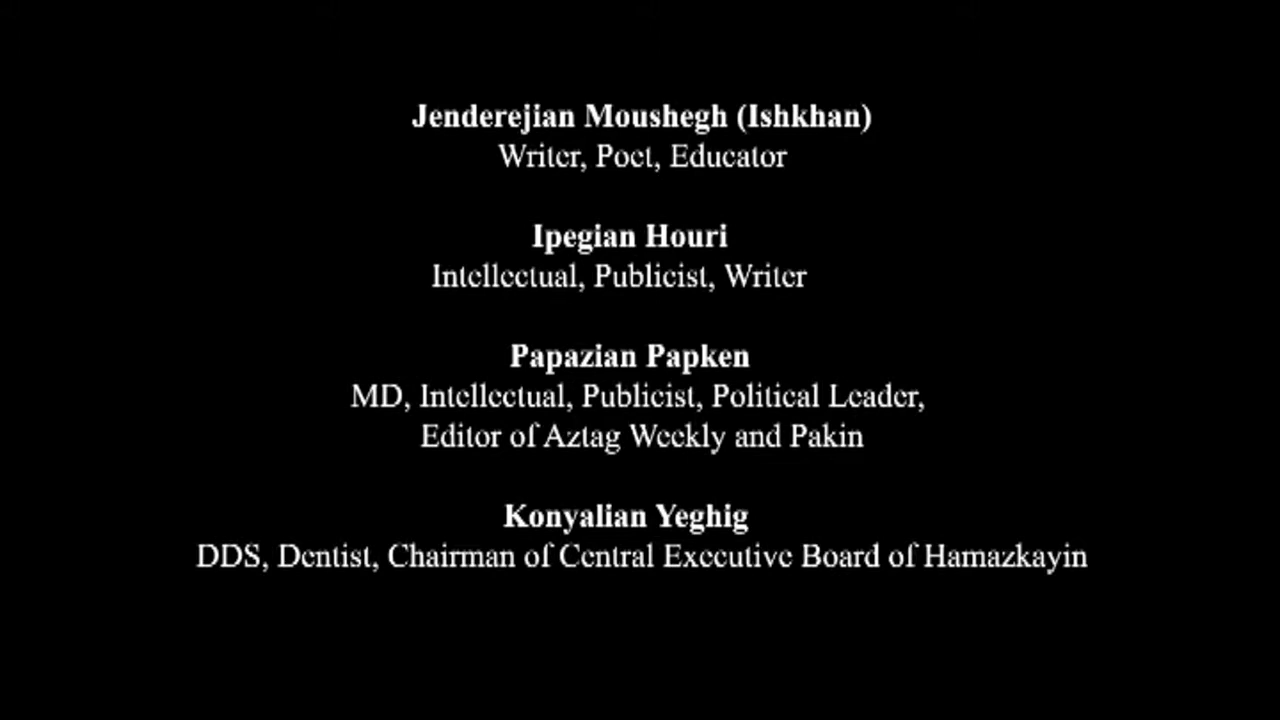 Jenderejian Moushegh (Ishkhan)
Writer, Poet, Educator
Ipegian Houri
Intellectual, Publicist, Writer
Papazian Papken
MD, Intellectual, Publicist, Political Leader,
Editor of Aztag Weekly and Pakin
Konyalian Yeghig
DDS, Dentist, Chairman of Central Executive Board of Hamazkayin